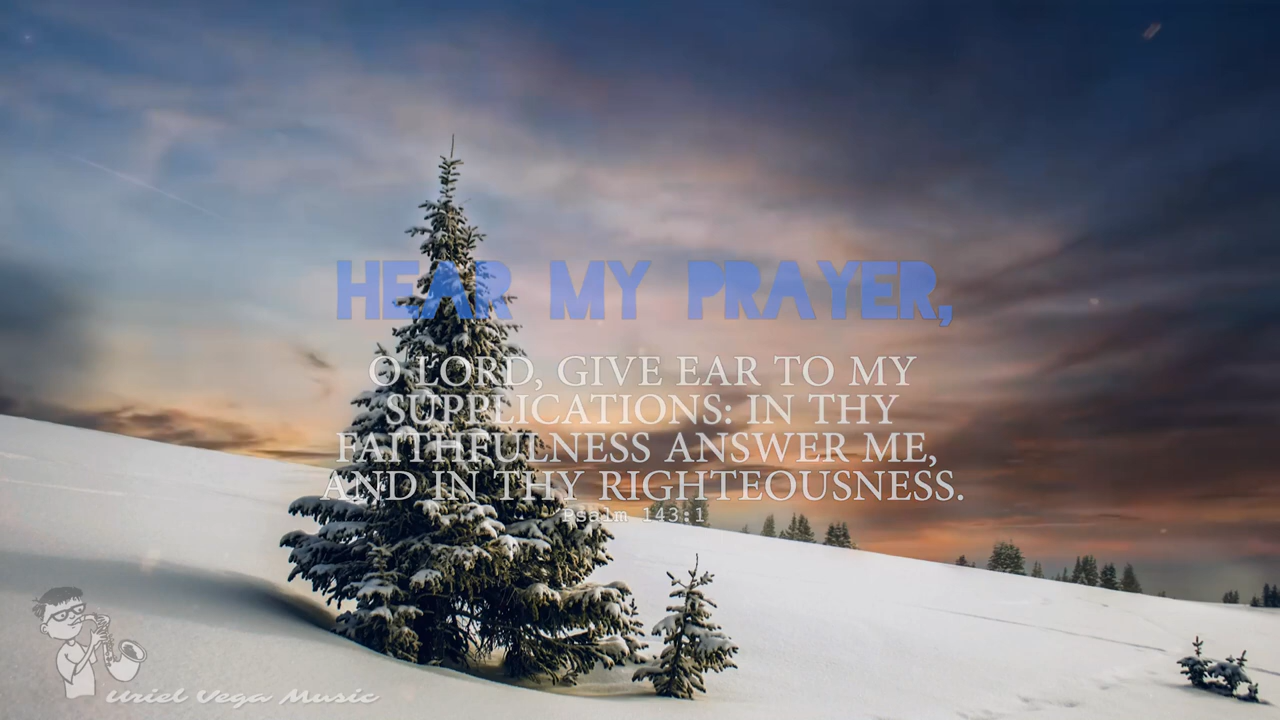 HEAR MY PRAYER,
O LORD, GIVE EAR TO MY
SUPPLICATIONS: IN THY
FAITHFULNESS ANSWER ME,
AND IN THY RIGHTEOUSNESS.
Psalm 143:1
Uriel Vega Music